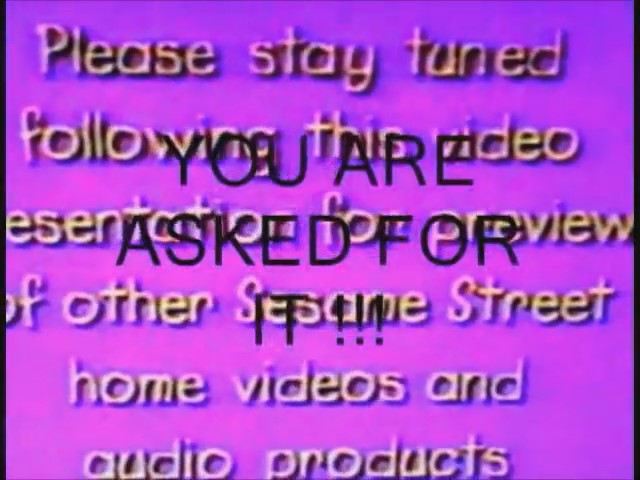 Please stay tuned
following this video
esentation for preview
of other Sesame Street
home videos and
audio products
YOU ARE
ASKED FOR
IT !!!